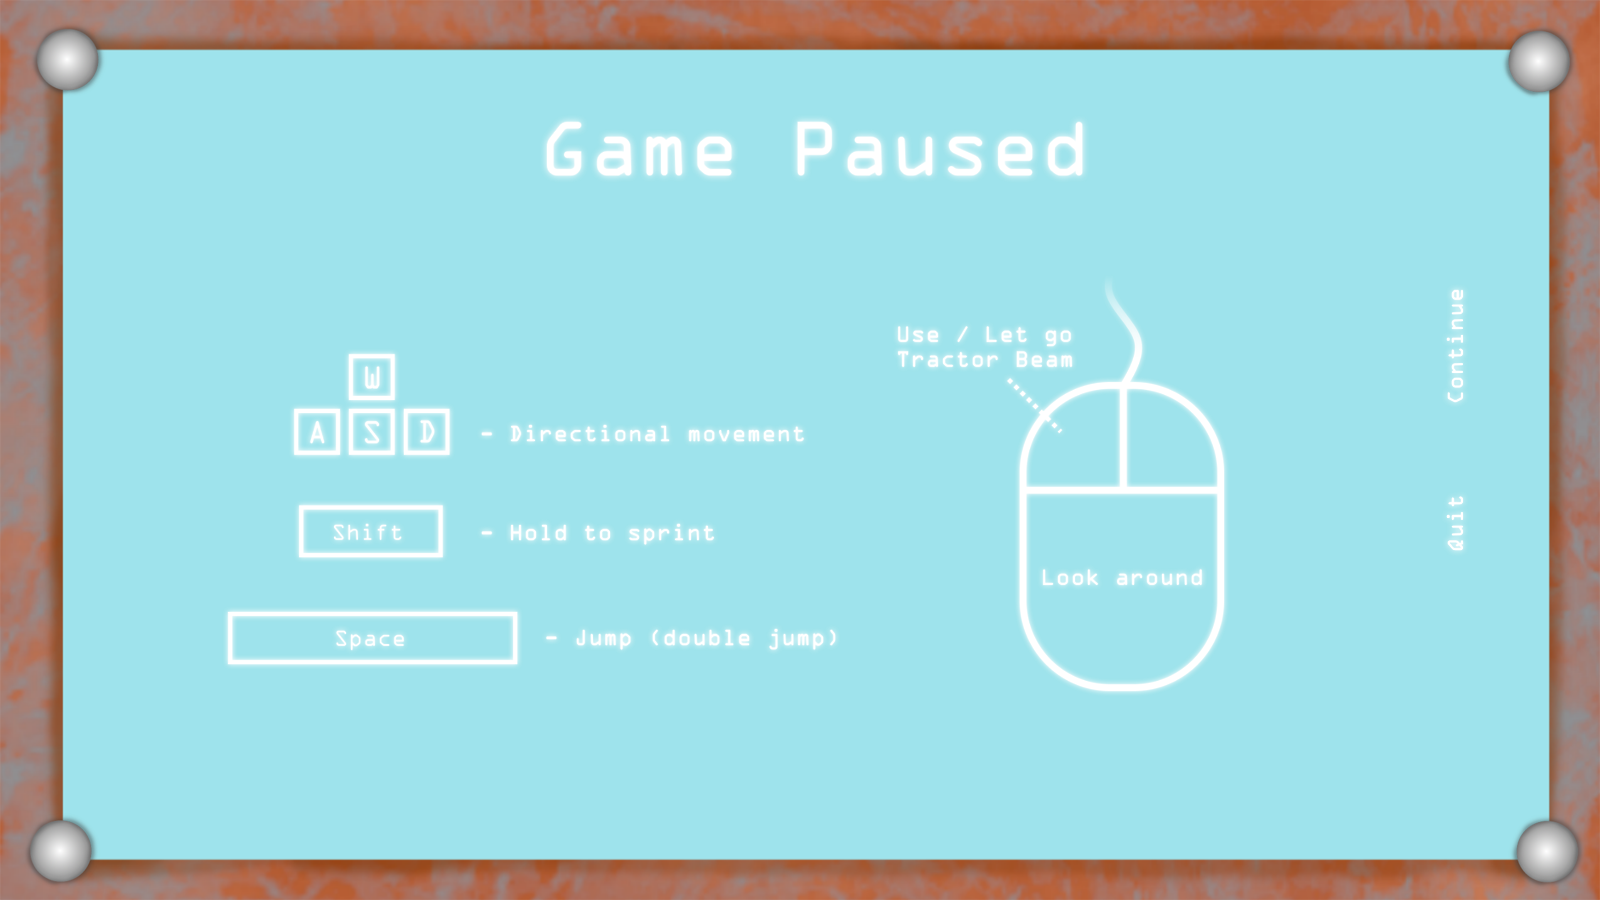 Game Paused
W
A S D - Directional movement
Shift - Hold to sprint
Space - Jump (double jump)
Use / Let go
Tractor Beam
Look around
Continue
Quit